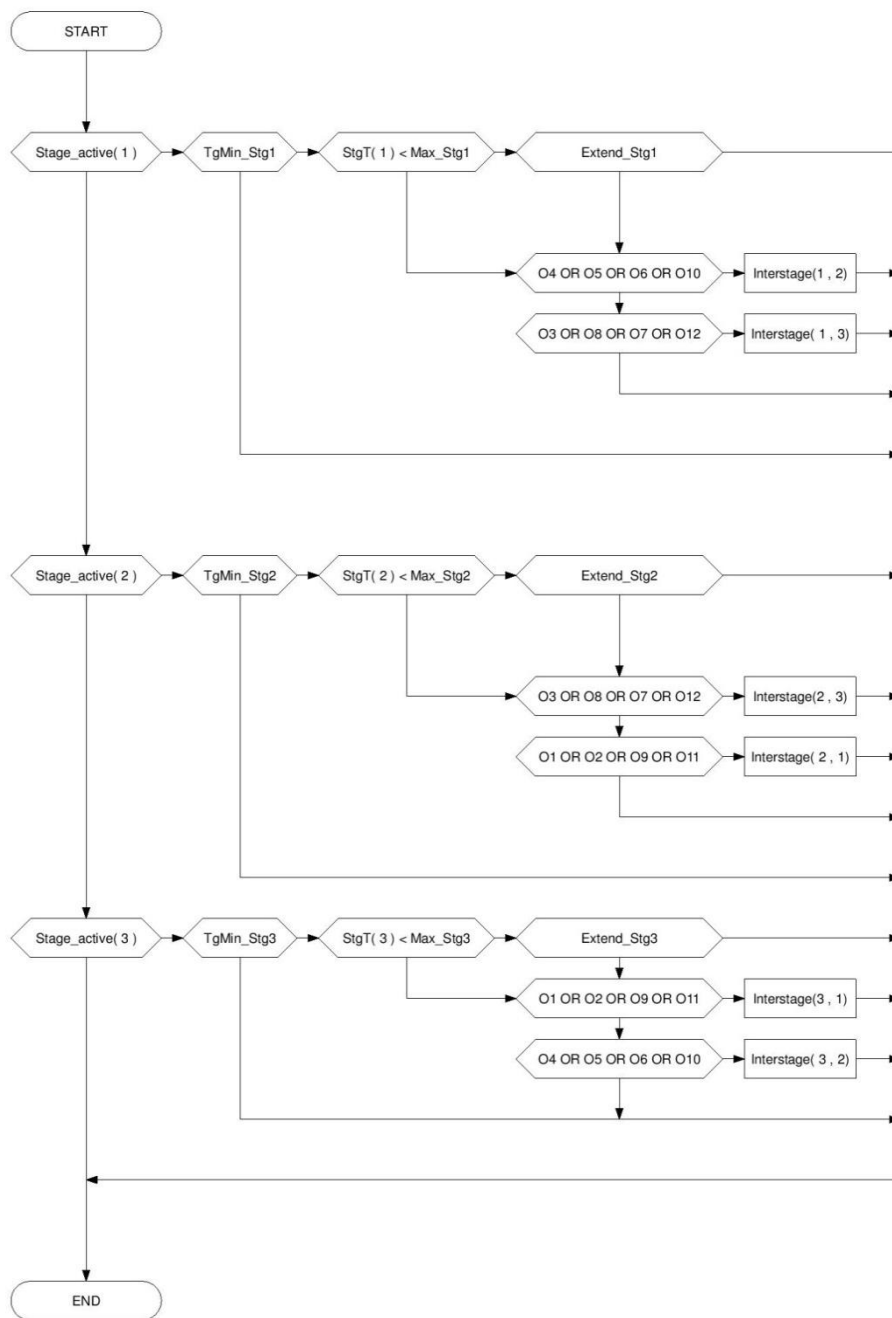 START
Stage_active( 1 )
TgMin_Stg1
StgT( 1 ) < Max_Stg1
Extend_Stg1
O4 OR O5 OR O6 OR O10
Interstage(1 , 2)
O3 OR O8 OR O7 OR O12
Interstage( 1 , 3)
Stage_active( 2 )
TgMin_Stg2
StgT( 2 ) < Max_Stg2
Extend_Stg2
O3 OR O8 OR O7 OR O12
Interstage(2 , 3)
O1 OR O2 OR O9 OR O11
Interstage( 2 , 1)
Stage_active( 3 )
TgMin_Stg3
StgT( 3 ) < Max_Stg3
Extend_Stg3
O1 OR O2 OR O9 OR O11
Interstage(3 , 1)
O4 OR O5 OR O6 OR O10
Interstage( 3 , 2)
END